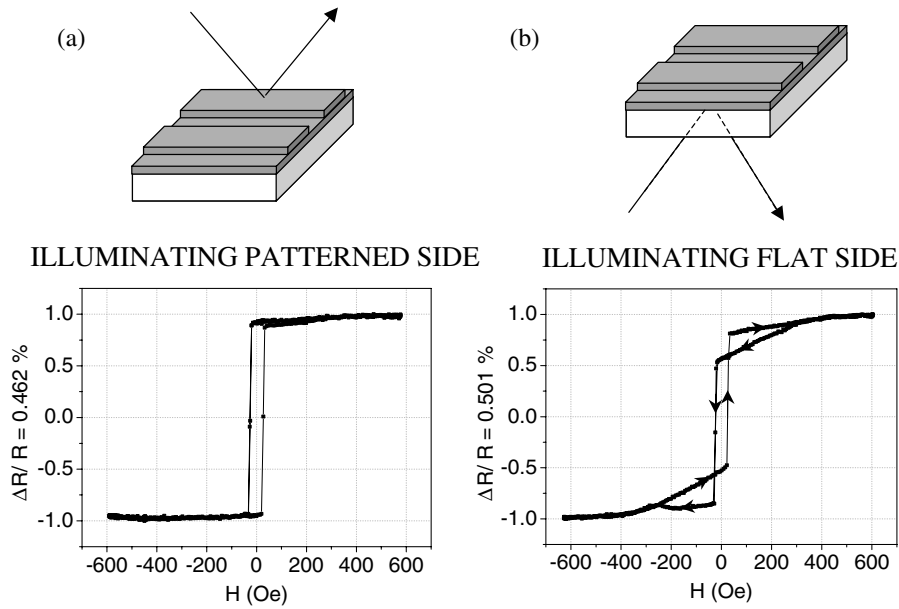 (a)
(b)
ILLUMINATING PATTERNED SIDE
ILLUMINATING FLAT SIDE
ΔR/ R = 0.462 %
1.0
0.5
0.0
-0.5
-1.0
-600 -400 -200 0 200 400 600
H (Oe)
ΔR/ R = 0.501 %
1.0
0.5
0.0
-0.5
-1.0
-600 -400 -200 0 200 400 600
H (Oe)